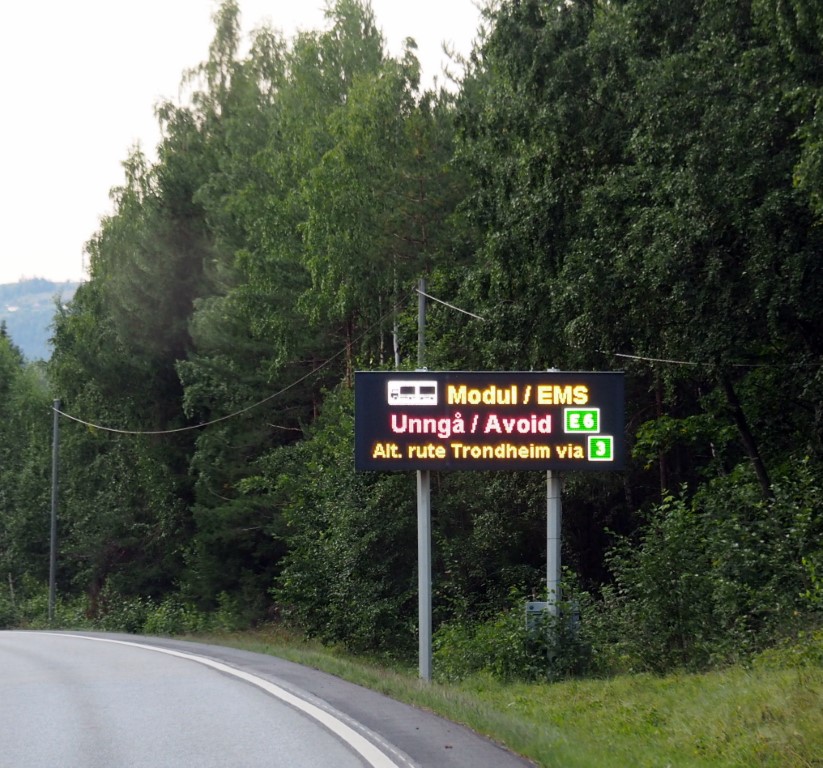 Modul / EMS
Unngå / Avoid E6
Alt. rute Trondheim via 3